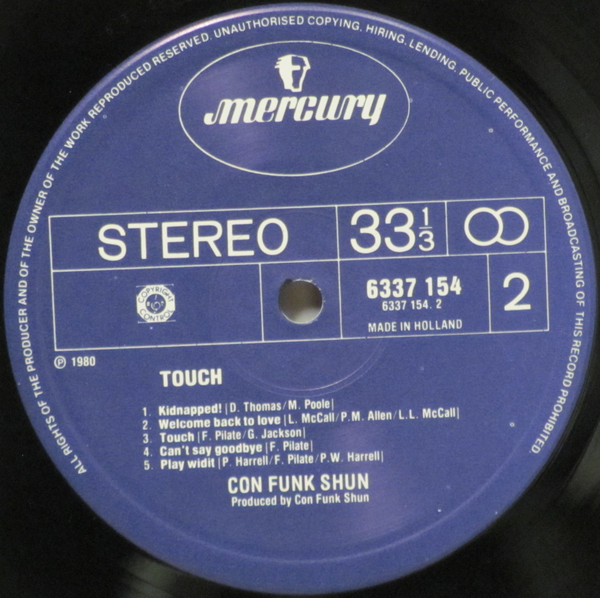 ALL RIGHTS OF THE PRODUCER AND OF THE OWNER OF THE WORK REPRODUCED RESERVED. UNAUTHORISED COPYING, HIRING, LENDING, PUBLIC PERFORMANCE AND BROADCASTING OF THIS RECORD PROHIBITED.
mercury
STEREO 33 1/3
6337 154
6337 154. 2
2
MADE IN HOLLAND
COPYRIGHT
CONTROL
℗ 1980
TOUCH
1. Kidnapped! [D. Thomas/M. Poole]
2. Welcome back to love [L. McCall/P.M. Allen/L.L. McCall]
3. Touch [F. Pilate/G. Jackson]
4. Can't say goodbye [F. Pilate]
5. Play widit [P. Harrell/F. Pilate/P.W. Harrell]
CON FUNK SHUN
Produced by Con Funk Shun